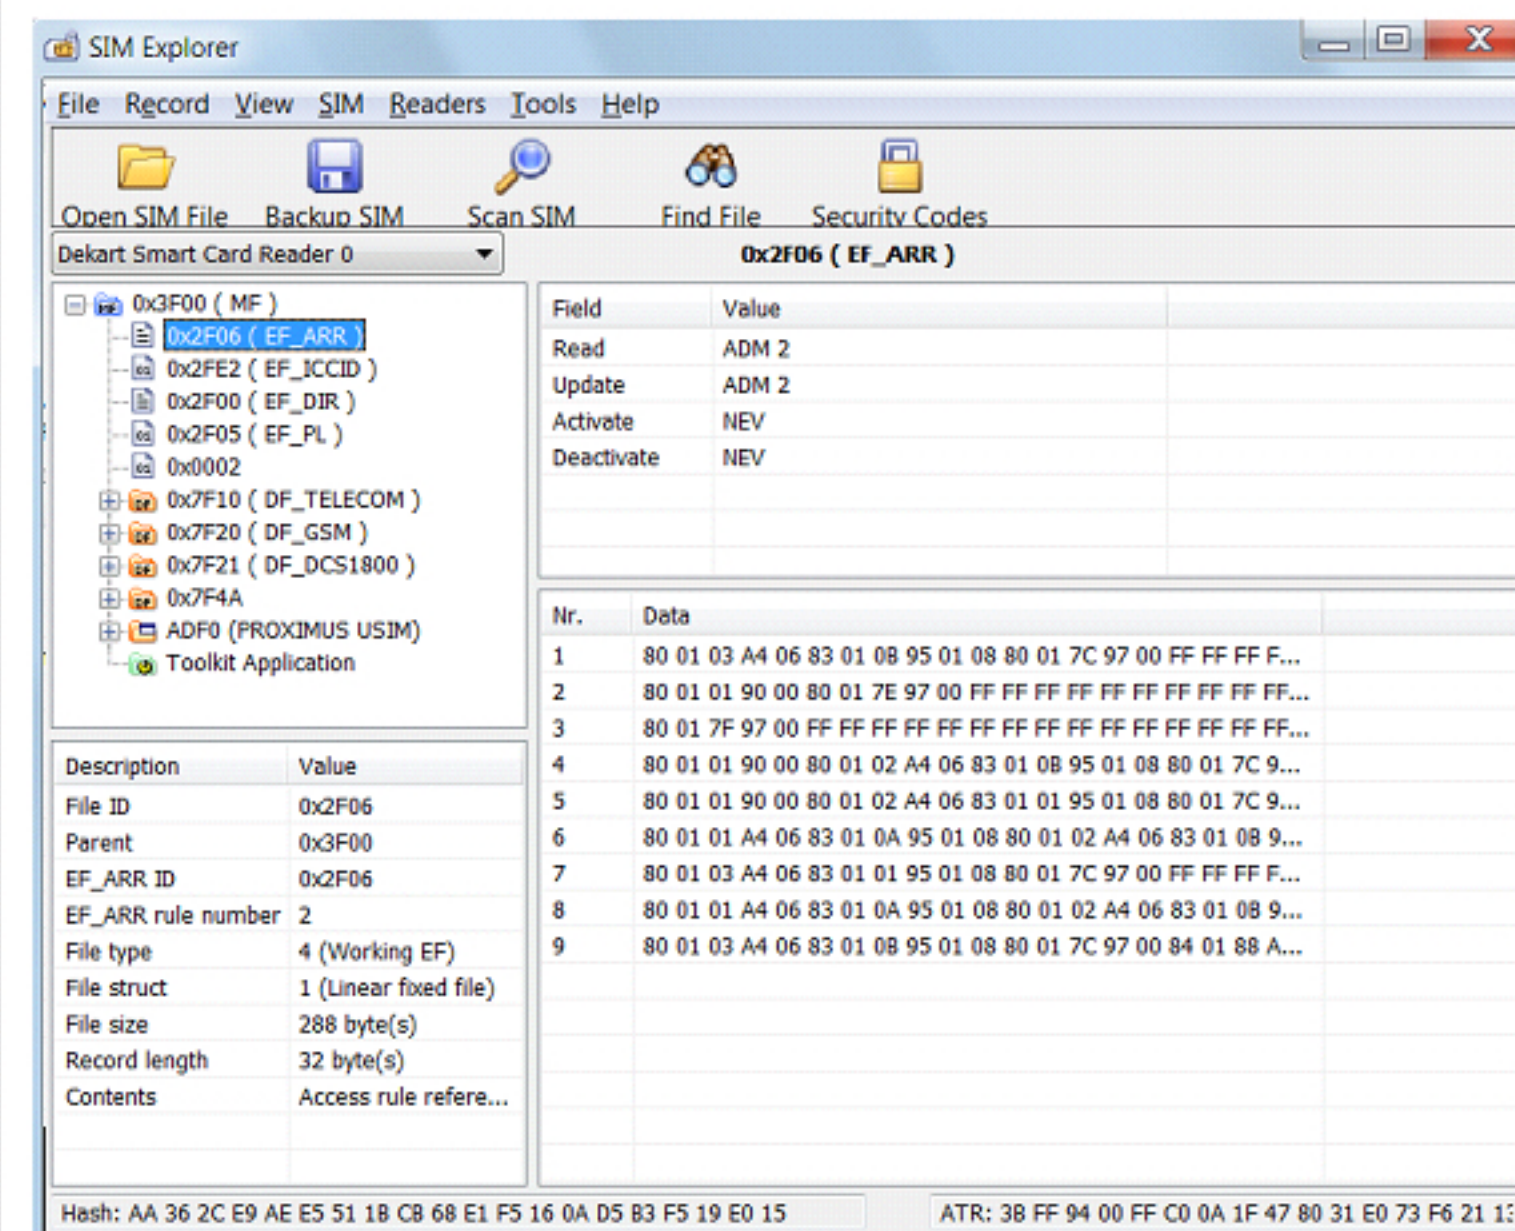 SIM Explorer
File Record View SIM Readers Tools Help
Open SIM File Backup SIM Scan SIM Find File Security Codes
Dekart Smart Card Reader 0
0x2F06 ( EF_ARR )
0x3F00 ( MF )
0x2F06 ( EF_ARR )
0x2FE2 ( EF_ICCID )
0x2F00 ( EF_DIR )
0x2F05 ( EF_PL )
0x0002
0x7F10 ( DF_TELECOM )
0x7F20 ( DF_GSM )
0x7F21 ( DF_DCS1800 )
0x7F4A
ADF0 (PROXIMUS USIM)
Toolkit Application
Field Value
Read ADM 2
Update ADM 2
Activate NEV
Deactivate NEV
Nr. Data
1 80 01 03 A4 06 83 01 0B 95 01 08 80 01 7C 97 00 FF FF FF F...
2 80 01 01 90 00 80 01 7E 97 00 FF FF FF FF FF FF FF FF FF FF...
3 80 01 7F 97 00 FF FF FF FF FF FF FF FF FF FF FF FF FF FF FF...
4 80 01 01 90 00 80 01 02 A4 06 83 01 0B 95 01 08 80 01 7C 9...
5 80 01 01 90 00 80 01 02 A4 06 83 01 01 95 01 08 80 01 7C 9...
6 80 01 01 A4 06 83 01 0A 95 01 08 80 01 02 A4 06 83 01 0B 9...
7 80 01 03 A4 06 83 01 01 95 01 08 80 01 7C 97 00 FF FF FF F...
8 80 01 01 A4 06 83 01 0A 95 01 08 80 01 02 A4 06 83 01 0B 9...
9 80 01 03 A4 06 83 01 0B 95 01 08 80 01 7C 97 00 84 01 88 A...
Description Value
File ID 0x2F06
Parent 0x3F00
EF_ARR ID 0x2F06
EF_ARR rule number 2
File type 4 (Working EF)
File struct 1 (Linear fixed file)
File size 288 byte(s)
Record length 32 byte(s)
Contents Access rule refere...
Hash: AA 36 2C E9 AE E5 51 1B CB 68 E1 F5 16 0A D5 B3 F5 19 E0 15
ATR: 3B FF 94 00 FF C0 0A 1F 47 80 31 E0 73 F6 21 13